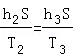 h₂S/T₂ = h₃S/T₃